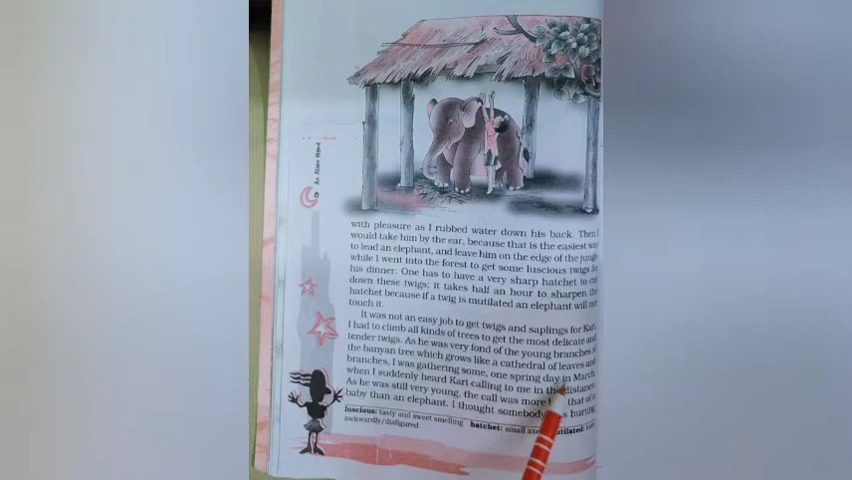 An Alien Hand
with pleasure as I rubbed water down his back. Then I
would take him by the ear, because that is the easiest way
to lead an elephant, and leave him on the edge of the jungle
while I went into the forest to get some luscious twigs for
his dinner. One has to have a very sharp hatchet to cut
down these twigs; it takes half an hour to sharpen the
hatchet because if a twig is mutilated an elephant will not
touch it.
It was not an easy job to get twigs and saplings for Kari.
I had to climb all kinds of trees to get the most delicate and
tender twigs. As he was very fond of the young branches of
the banyan tree which grows like a cathedral of leaves and
branches, I was gathering some, one spring day in March,
when I suddenly heard Kari calling to me in the distance.
As he was still very young, the call was more that of a
baby than an elephant. I thought somebody hurting
luscious: tasty and sweet smelling hatchet: small axe
awkwardly/disfigured